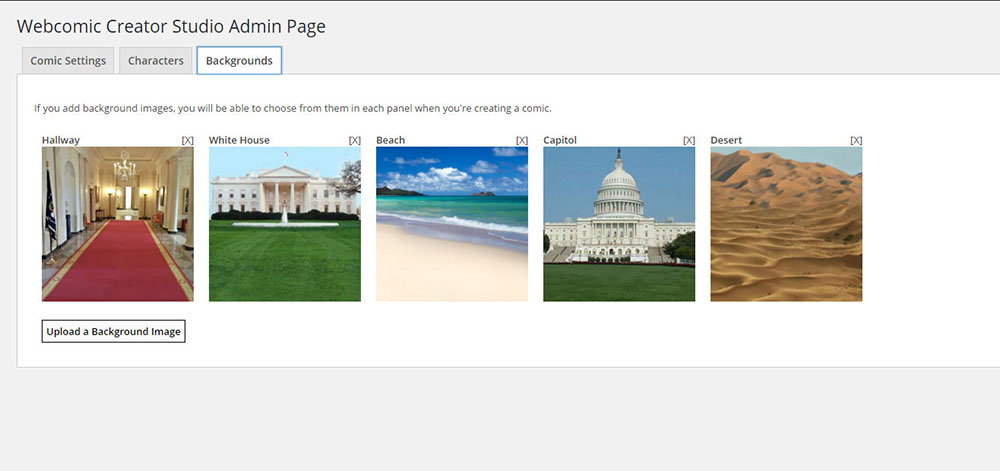 Webcomic Creator Studio Admin Page
Comic Settings Characters Backgrounds
If you add background images, you will be able to choose from them in each panel when you're creating a comic.
Hallway [X] White House [X] Beach [X] Capitol [X] Desert [X]
Upload a Background Image